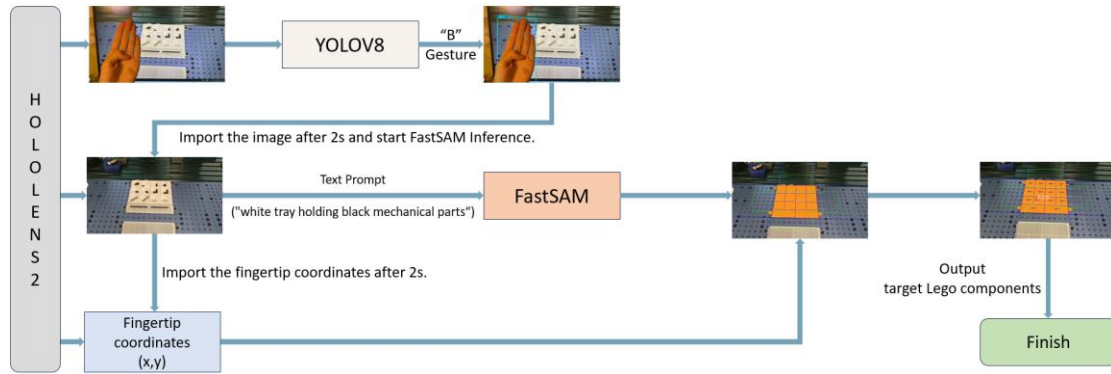 HOLOLENS2
YOLOV8
“B”
Gesture
Import the image after 2s and start FastSAM Inference.
Text Prompt
("white tray holding black mechanical parts“)
FastSAM
Import the fingertip coordinates after 2s.
Fingertip
coordinates
(x,y)
Output
target Lego components
Finish